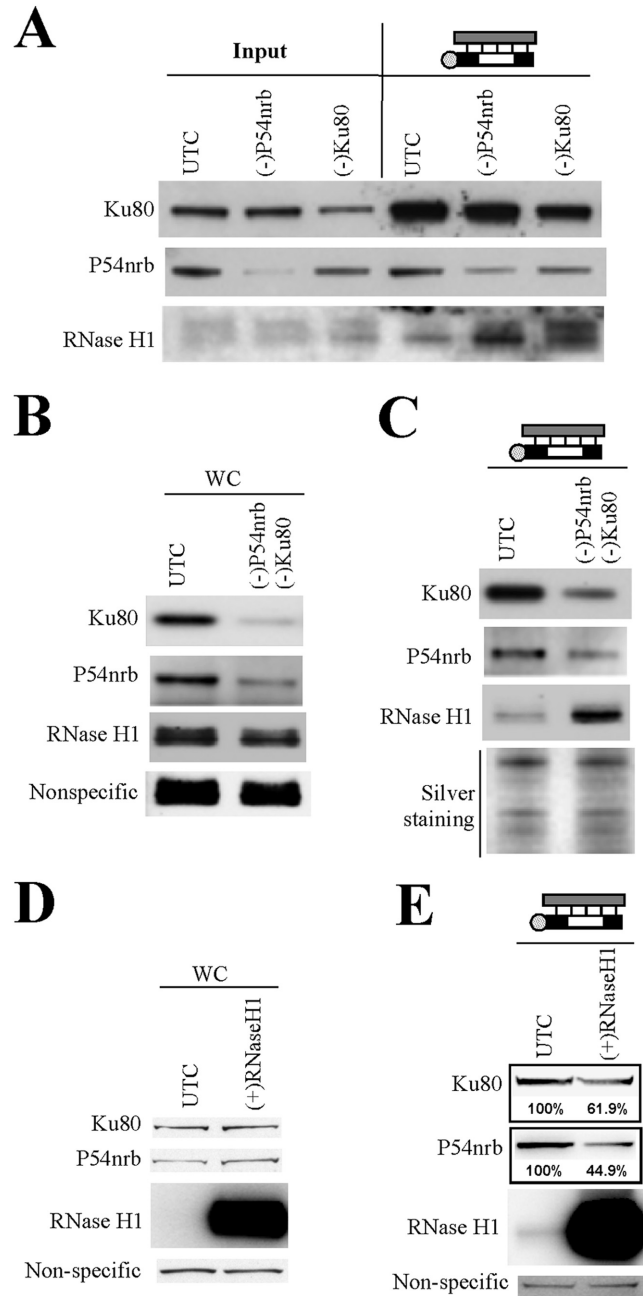 A
Input
UTC
(-)P54nrb
(-)Ku80
UTC
(-)P54nrb
(-)Ku80
Ku80
P54nrb
RNase H1
B
WC
UTC
(-)P54nrb
(-)Ku80
Ku80
P54nrb
RNase H1
Nonspecific
C
UTC
(-)P54nrb
(-)Ku80
Ku80
P54nrb
RNase H1
Silver
staining
D
WC
UTC
(+)RNaseH1
Ku80
P54nrb
RNase H1
Non-specific
E
UTC
(+)RNaseH1
Ku80
100% 61.9%
P54nrb
100% 44.9%
RNase H1
Non-specific